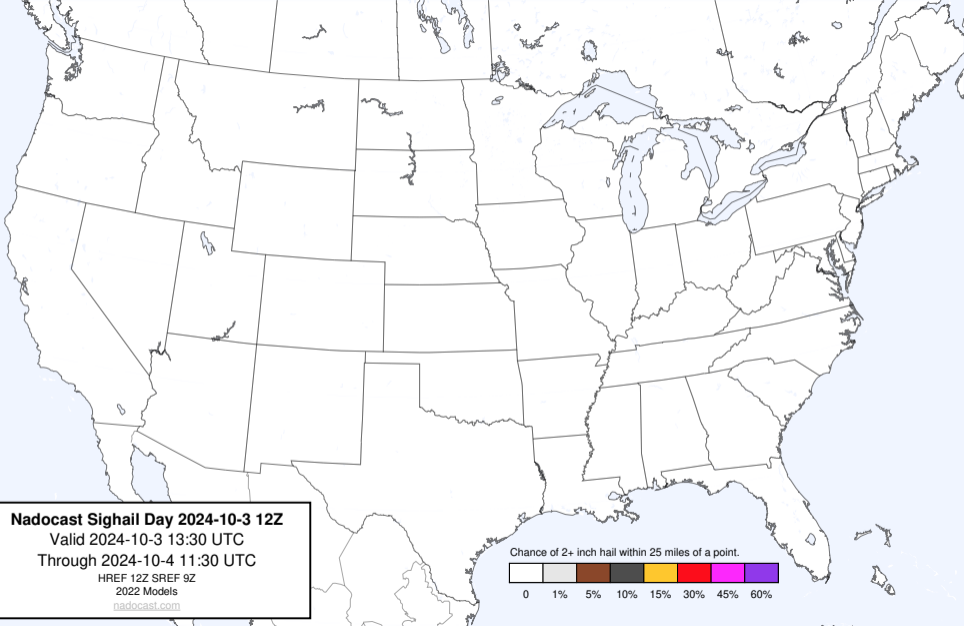 Nadocast Sighail Day 2024-10-3 12Z
Valid 2024-10-3 13:30 UTC
Through 2024-10-4 11:30 UTC
HREF 12Z SREF 9Z
2022 Models
nadocast.com
Chance of 2+ inch hail within 25 miles of a point.
0 1% 5% 10% 15% 30% 45% 60%